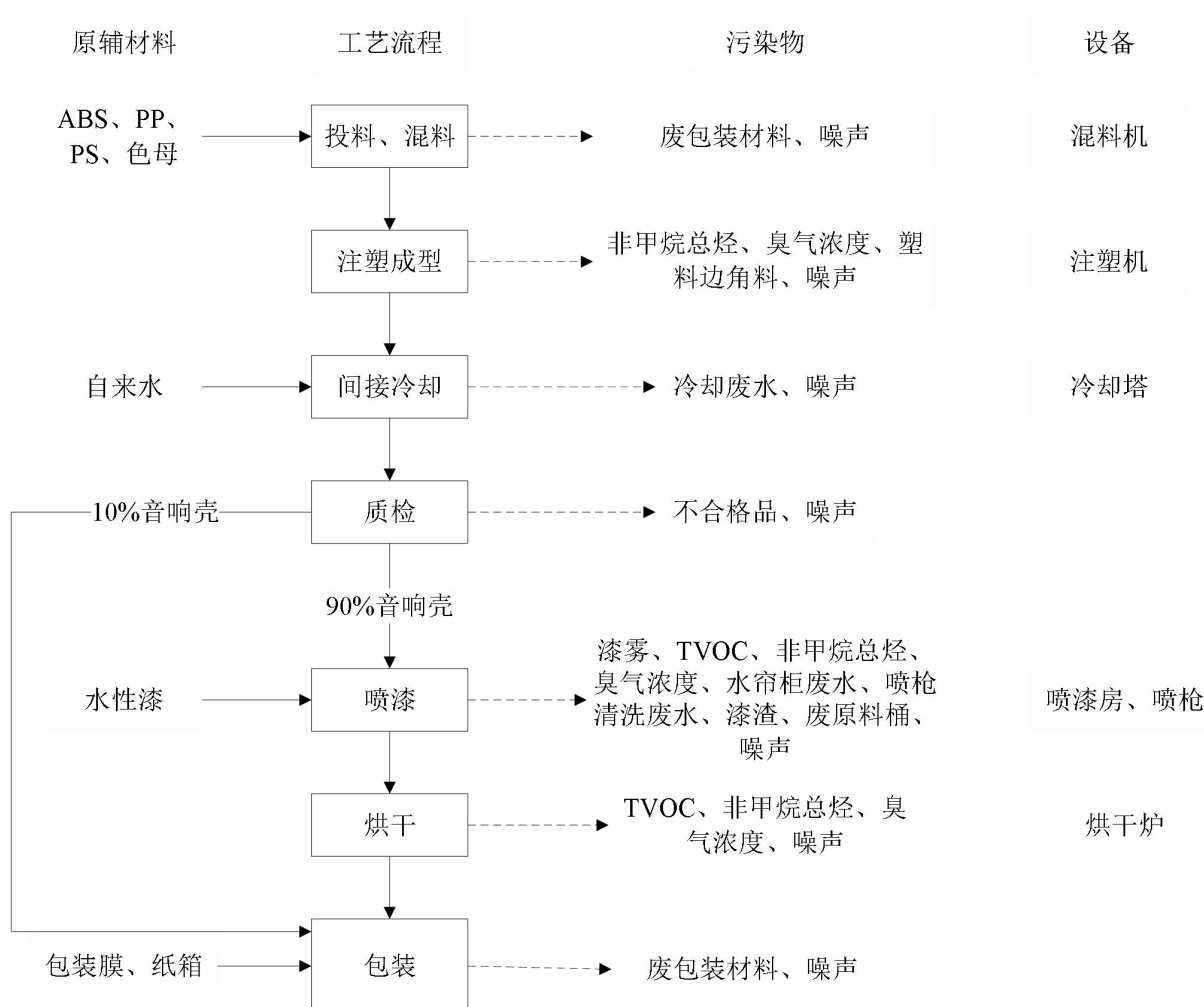 原辅材料
工艺流程
污染物
设备
ABS、PP、
PS、色母
投料、混料
废包装材料、噪声
混料机
注塑成型
非甲烷总烃、臭气浓度、塑
料边角料、噪声
注塑机
自来水
间接冷却
冷却废水、噪声
冷却塔
10%音响壳
质检
不合格品、噪声
90%音响壳
水性漆
喷漆
漆雾、TVOC、非甲烷总烃、
臭气浓度、水帘柜废水、喷枪
清洗废水、漆渣、废原料桶、
噪声
喷漆房、喷枪
烘干
TVOC、非甲烷总烃、臭
气浓度、噪声
烘干炉
包装膜、纸箱
包装
废包装材料、噪声